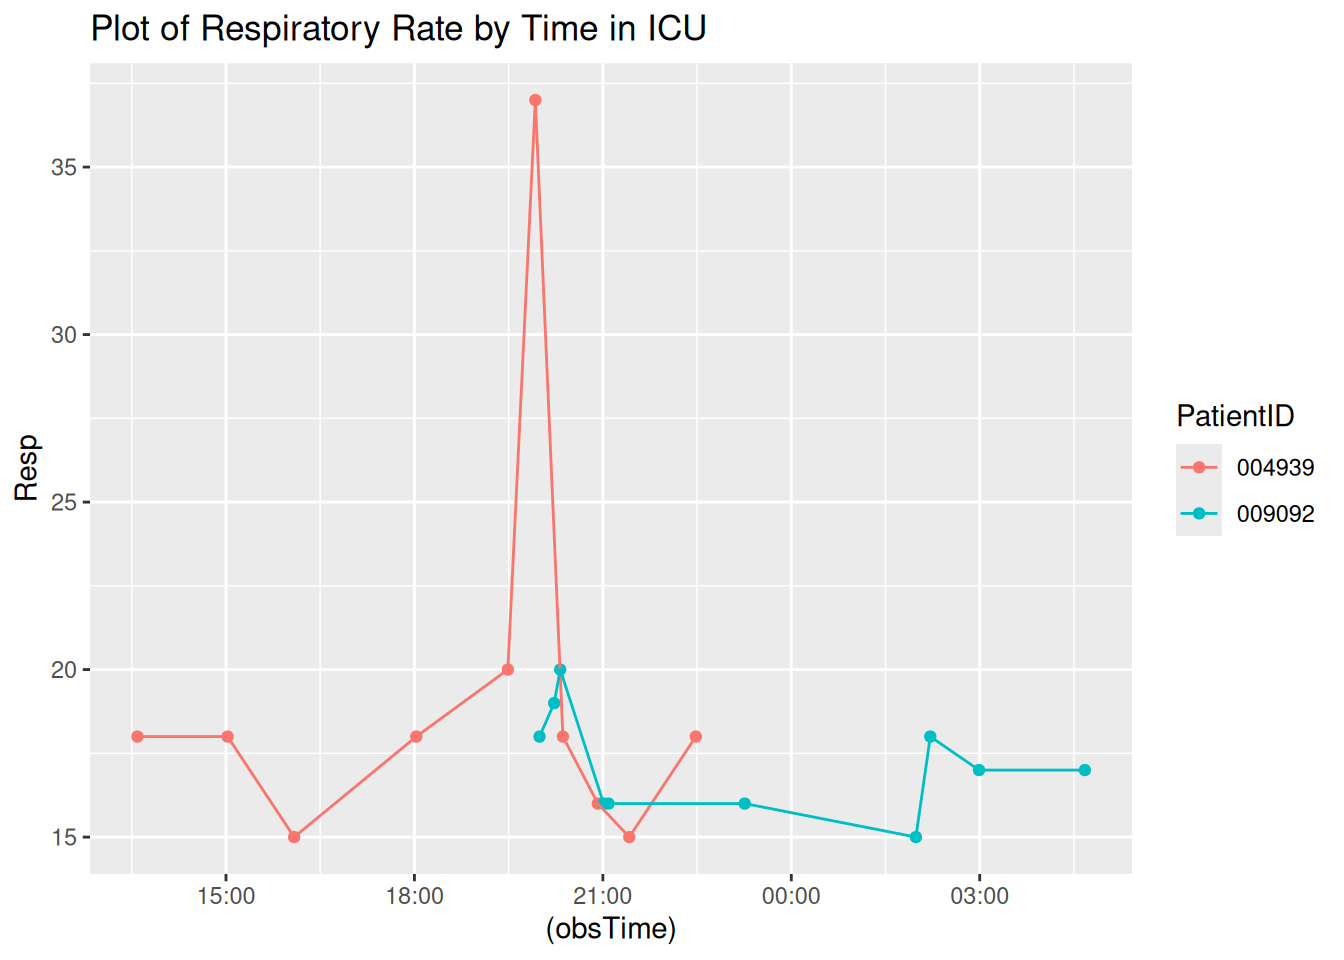 Plot of Respiratory Rate by Time in ICU
35
30
25
20
15
Resp
15:00 18:00 21:00 00:00 03:00
(obsTime)
PatientID
004939
009092